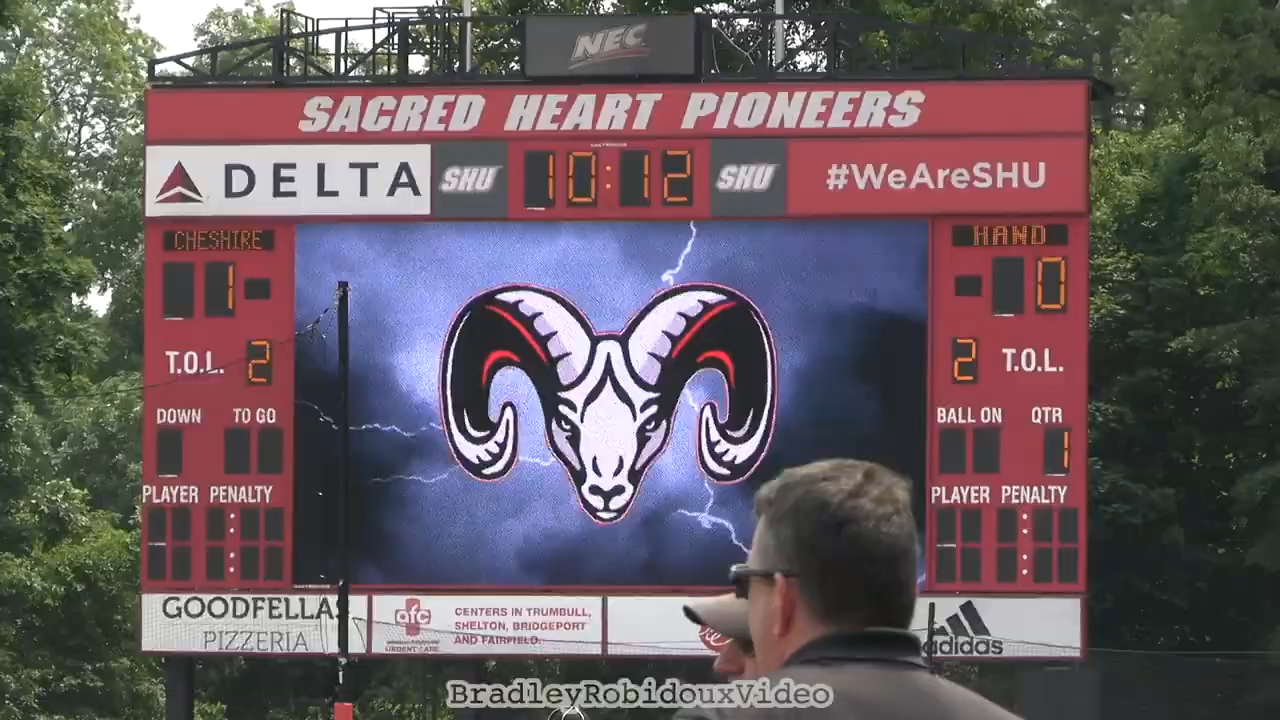 NEC
SACRED HEART PIONEERS
DELTA
SHU
10:12
SHU
#WeAreSHU
CHESHIRE
HAND
1
0
T.O.L. 2
2 T.O.L.
DOWN TO GO
BALL ON QTR
1
PLAYER PENALTY
PLAYER PENALTY
GOODFELLAS
PIZZERIA
afc
URGENT CARE
CENTERS IN TRUMBULL,
SHELTON, BRIDGEPORT
AND FAIRFIELD.
adidas
BradleyRobidouxVideo